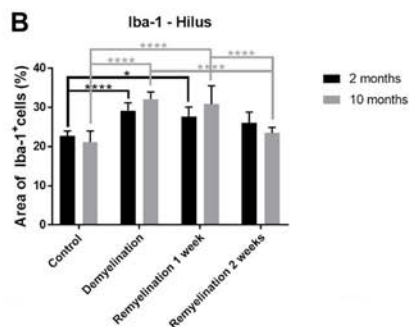 B
Iba-1 - Hilus
****
**** ****
* ****
****
Area of Iba-1+cells (%)
40
30
20
10
0
Control
Demyelination
Remyelination 1 week
Remyelination 2 weeks
2 months
10 months